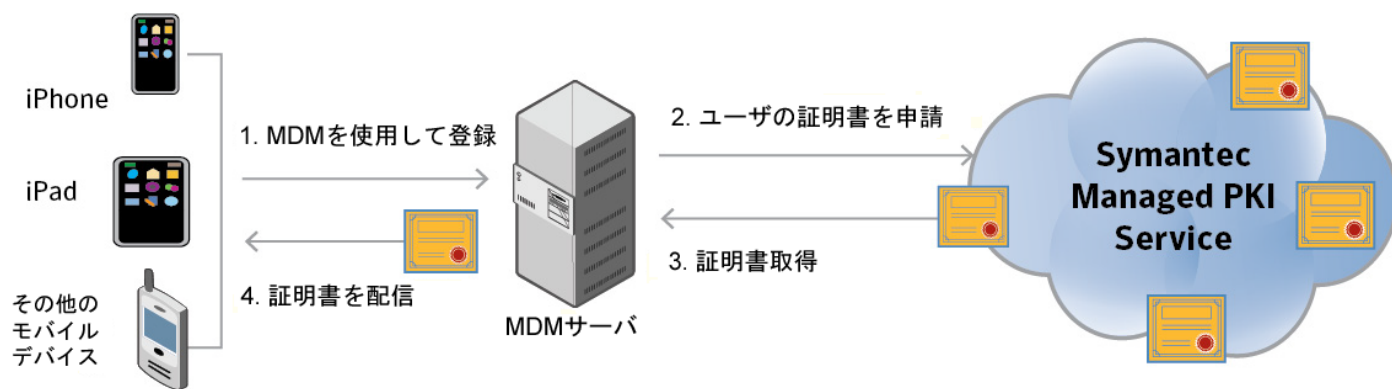 iPhone
iPad
その他の
モバイル
デバイス
1. MDMを使用して登録
4. 証明書を配信
MDMサーバ
2. ユーザの証明書を申請
3. 証明書取得
Symantec
Managed PKI
Service